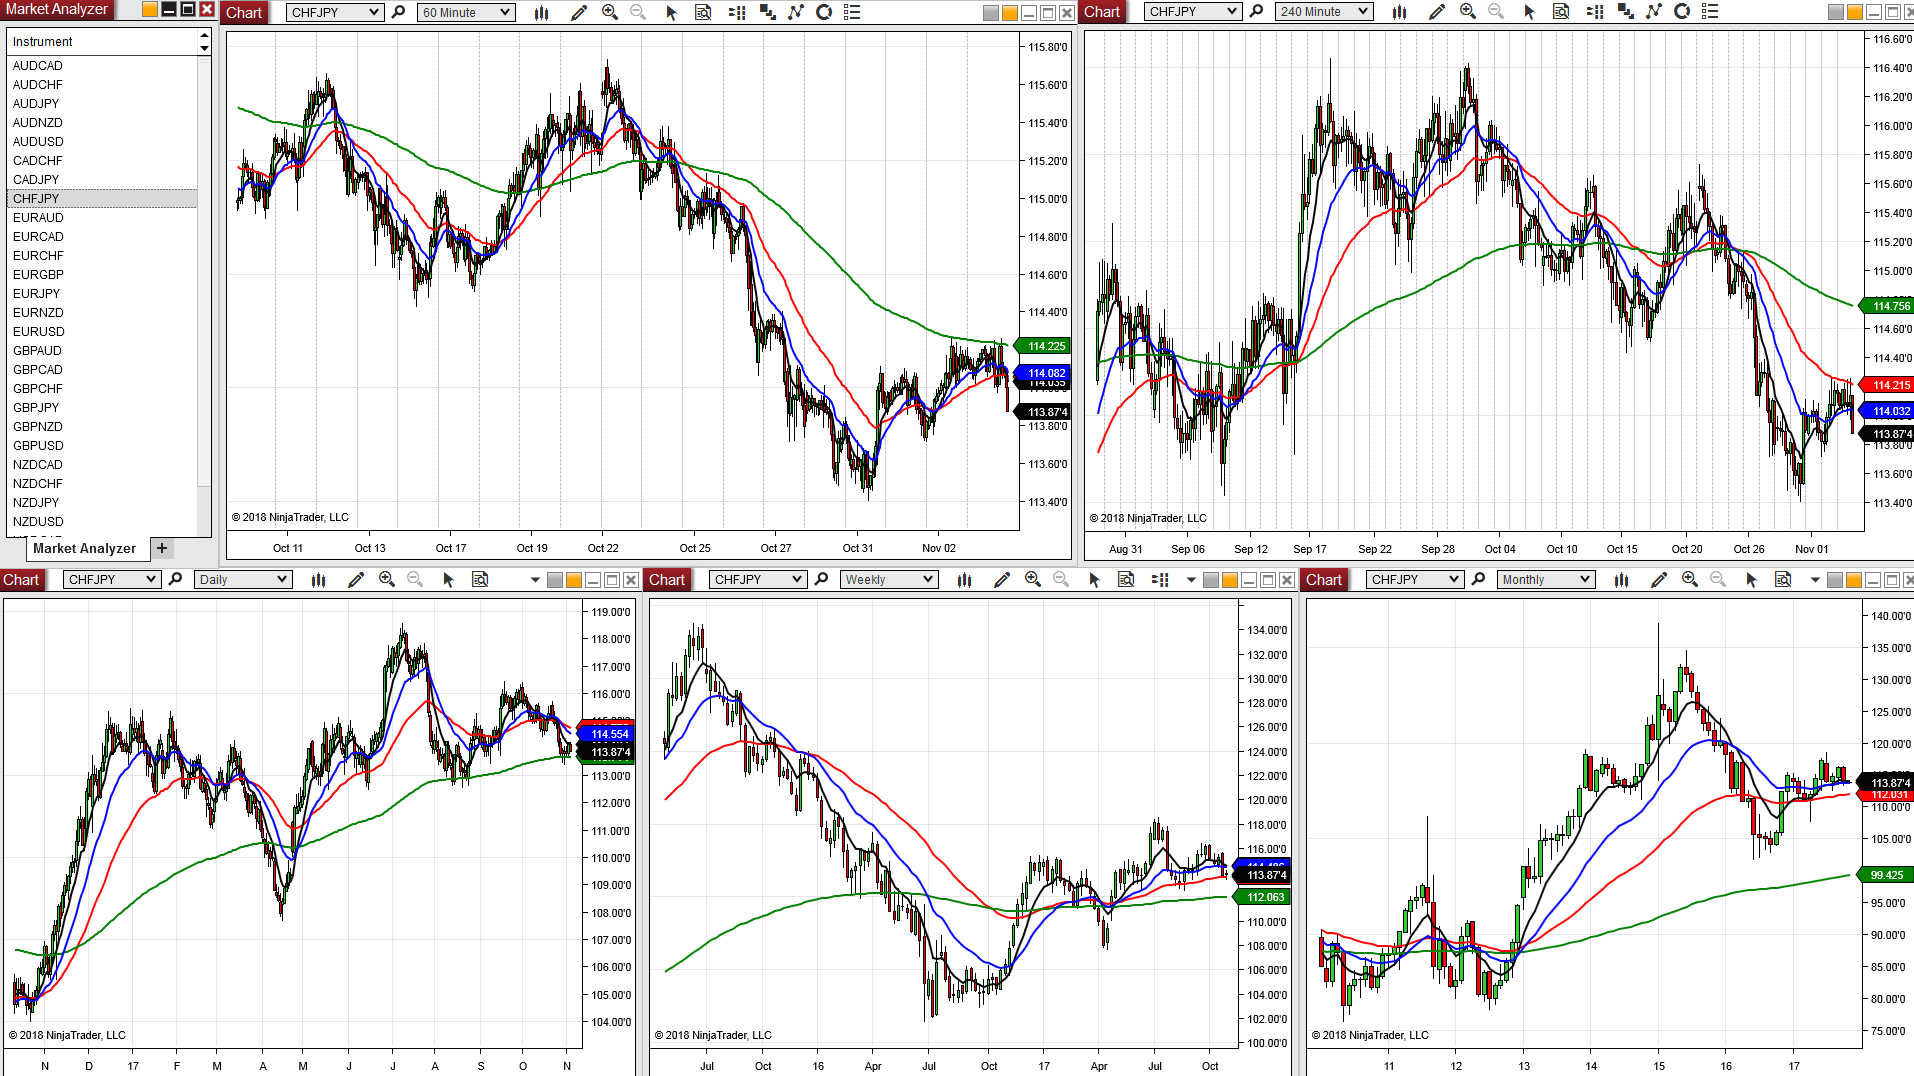 Market Analyzer
Instrument
AUDCAD
AUDCHF
AUDJPY
AUDNZD
AUDUSD
CADCHF
CADJPY
CHFJPY
EURAUD
EURCAD
EURCHF
EURGBP
EURJPY
EURNZD
EURUSD
GBPAUD
GBPCAD
GBPCHF
GBPJPY
GBPNZD
GBPUSD
NZDCAD
NZDCHF
NZDJPY
NZDUSD
Market Analyzer +
Chart CHFJPY 60 Minute
115.80'0
115.60'0
115.40'0
115.20'0
115.00'0
114.80'0
114.60'0
114.40'0
114.225
114.082
113.87'4
113.80'0
113.60'0
113.40'0
© 2018 NinjaTrader, LLC
Oct 11 Oct 13 Oct 17 Oct 19 Oct 22 Oct 25 Oct 27 Oct 31 Nov 02
Chart CHFJPY 240 Minute
116.60'0
116.40'0
116.20'0
116.00'0
115.80'0
115.60'0
115.40'0
115.20'0
115.00'0
114.756
114.60'0
114.40'0
114.215
114.032
113.87'4
113.80'0
113.60'0
113.40'0
© 2018 NinjaTrader, LLC
Aug 31 Sep 06 Sep 12 Sep 17 Sep 22 Sep 28 Oct 04 Oct 10 Oct 15 Oct 20 Oct 26 Nov 01
Chart CHFJPY Daily
119.00'0
118.00'0
117.00'0
116.00'0
114.554
113.87'4
113.00'0
112.00'0
111.00'0
110.00'0
109.00'0
108.00'0
107.00'0
106.00'0
105.00'0
104.00'0
© 2018 NinjaTrader, LLC
N D 17 F M A M J J A S O N
Chart CHFJPY Weekly
134.00'0
132.00'0
130.00'0
128.00'0
126.00'0
124.00'0
122.00'0
120.00'0
118.00'0
116.00'0
113.87'4
112.063
110.00'0
108.00'0
106.00'0
104.00'0
102.00'0
100.00'0
© 2018 NinjaTrader, LLC
Jul Oct 16 Apr Jul Oct 17 Apr Jul Oct
Chart CHFJPY Monthly
140.00'0
135.00'0
130.00'0
125.00'0
120.00'0
113.87'4
112.031
110.00'0
105.00'0
99.425
95.00'0
90.00'0
85.00'0
80.00'0
75.00'0
© 2018 NinjaTrader, LLC
11 12 13 14 15 16 17